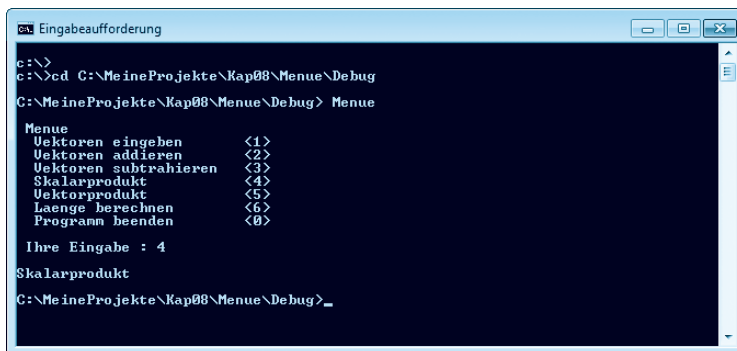 Eingabeaufforderung
c:\>
c:\>cd C:\MeineProjekte\Kap08\Menue\Debug
C:\MeineProjekte\Kap08\Menue\Debug> Menue
Menue
Vektoren eingeben <1>
Vektoren addieren <2>
Vektoren subtrahieren <3>
Skalarprodukt <4>
Vektorprodukt <5>
Laenge berechnen <6>
Programm beenden <0>
Ihre Eingabe : 4
Skalarprodukt
C:\MeineProjekte\Kap08\Menue\Debug>_